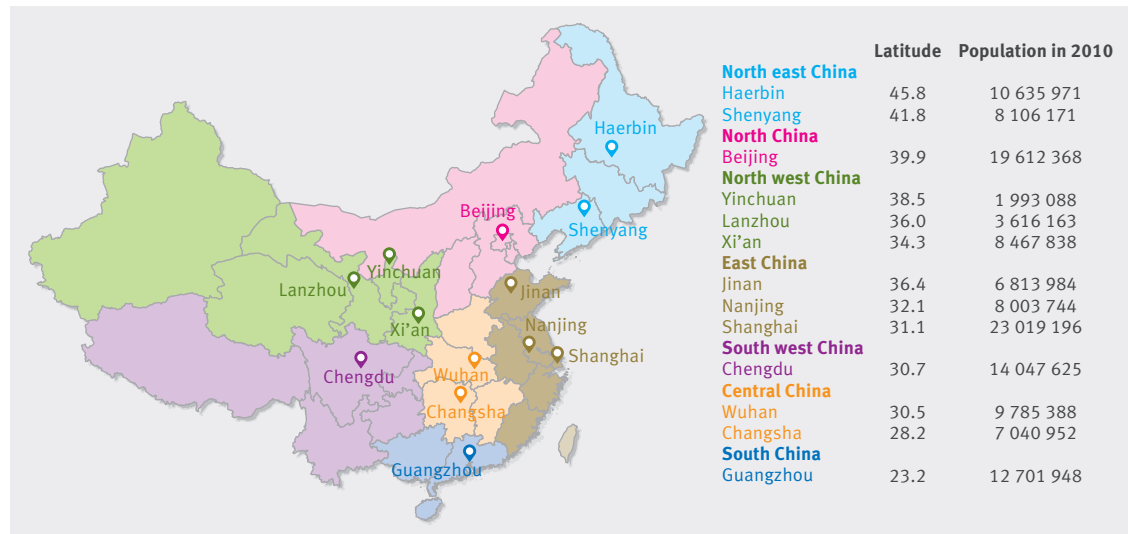 Haerbin
Beijing
Shenyang
Yinchuan
Lanzhou
Jinan
Xi’an
Nanjing
Shanghai
Chengdu
Wuhan
Changsha
Guangzhou
Latitude Population in 2010
North east China
Haerbin 45.8 10 635 971
Shenyang 41.8 8 106 171
North China
Beijing 39.9 19 612 368
North west China
Yinchuan 38.5 1 993 088
Lanzhou 36.0 3 616 163
Xi’an 34.3 8 467 838
East China
Jinan 36.4 6 813 984
Nanjing 32.1 8 003 744
Shanghai 31.1 23 019 196
South west China
Chengdu 30.7 14 047 625
Central China
Wuhan 30.5 9 785 388
Changsha 28.2 7 040 952
South China
Guangzhou 23.2 12 701 948